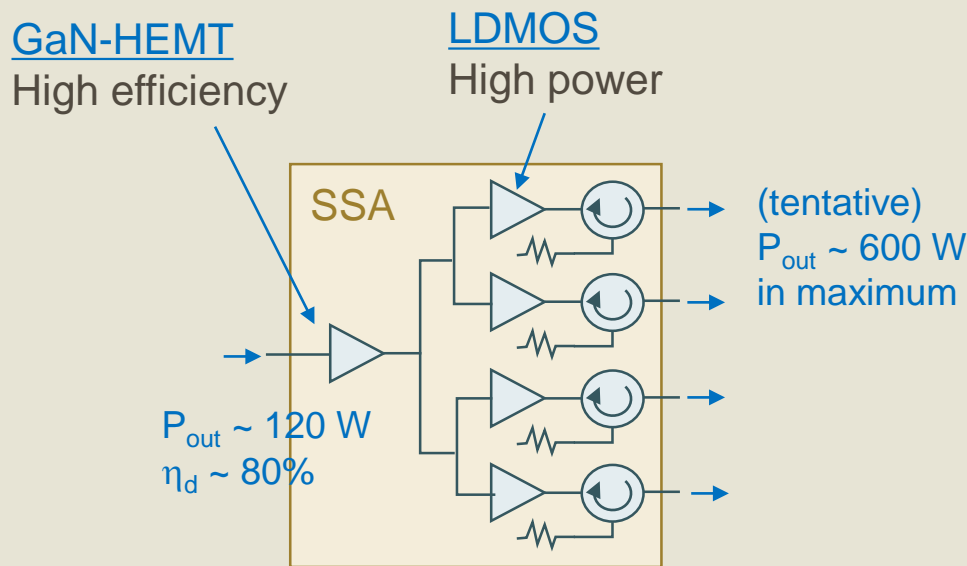 GaN-HEMT
High efficiency
LDMOS
High power
SSA
(tentative)
Pout ~ 600 W
in maximum
Pout ~ 120 W
ηd ~ 80%